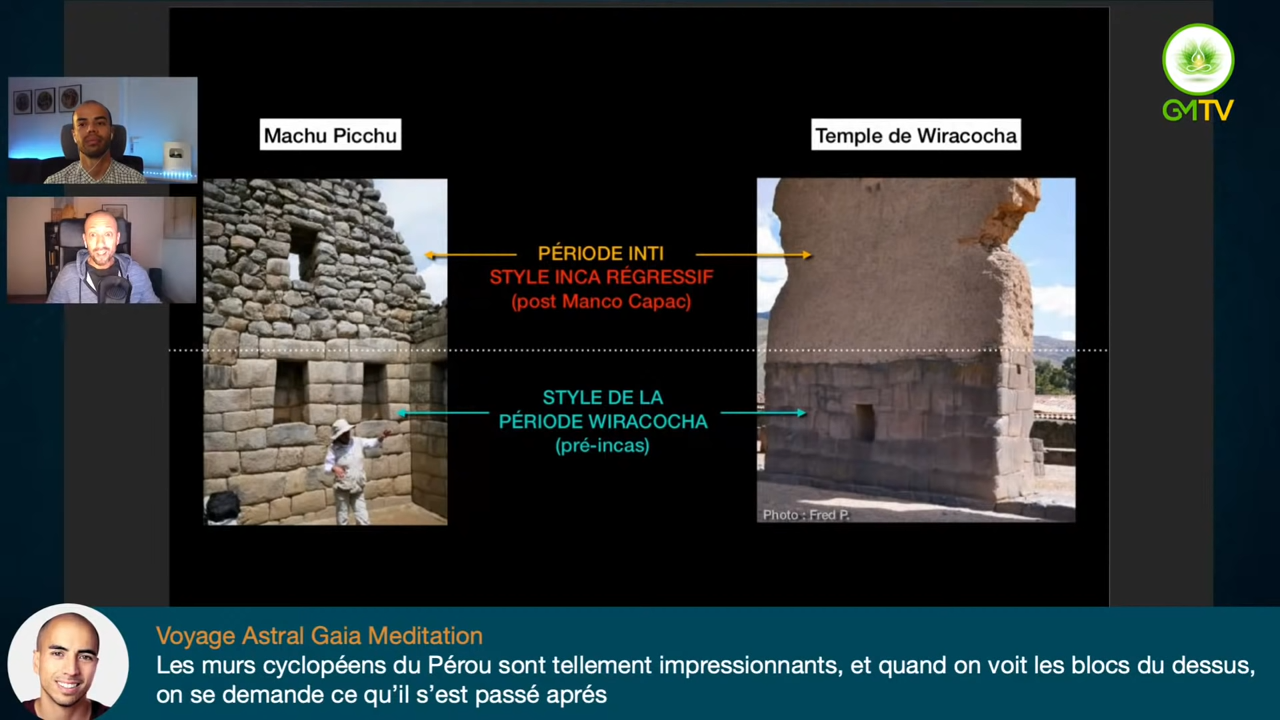 GMTV
Machu Picchu
Temple de Wiracocha
PÉRIODE INTI
STYLE INCA RÉGRESSIF
(post Manco Capac)
STYLE DE LA
PÉRIODE WIRACOCHA
(pré-incas)
Photo : Fred P.
Voyage Astral Gaia Meditation
Les murs cyclopéens du Pérou sont tellement impressionnants, et quand on voit les blocs du dessus,
on se demande ce qu’il s’est passé aprés